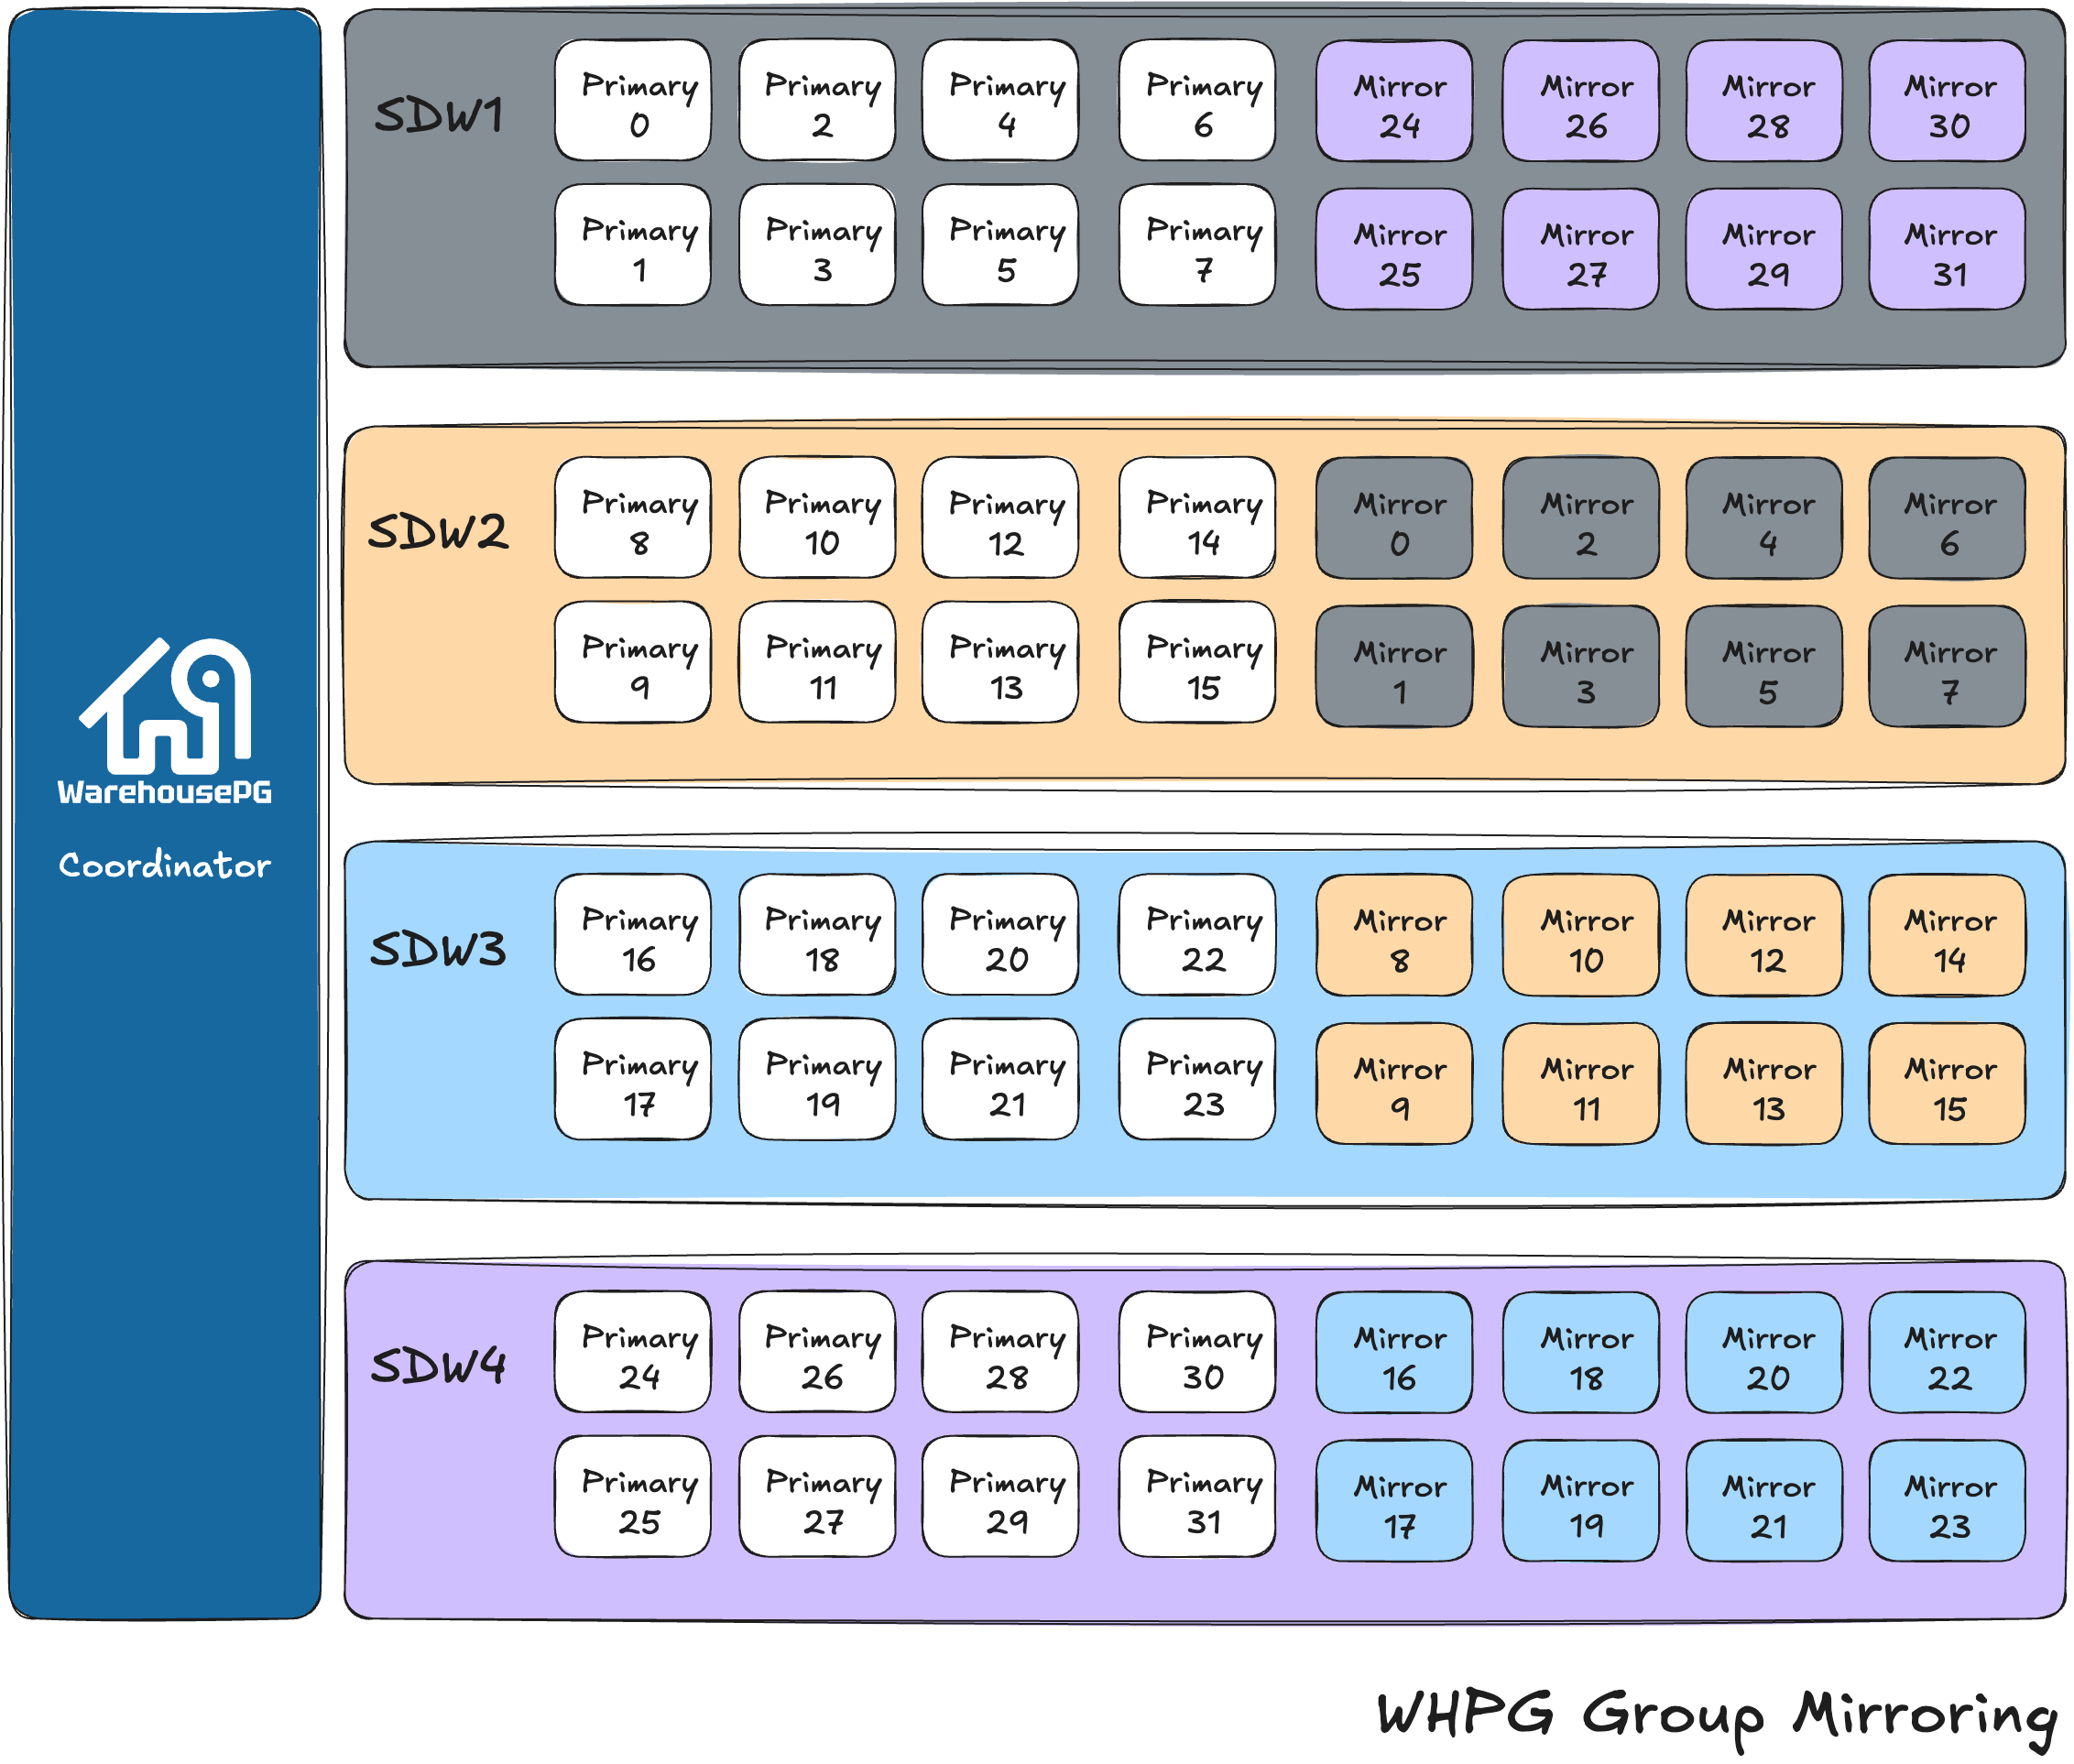 WarehousePG
Coordinator
SDW1
Primary 0
Primary 2
Primary 4
Primary 6
Mirror 24
Mirror 26
Mirror 28
Mirror 30
Primary 1
Primary 3
Primary 5
Primary 7
Mirror 25
Mirror 27
Mirror 29
Mirror 31
SDW2
Primary 8
Primary 10
Primary 12
Primary 14
Mirror 0
Mirror 2
Mirror 4
Mirror 6
Primary 9
Primary 11
Primary 13
Primary 15
Mirror 1
Mirror 3
Mirror 5
Mirror 7
SDW3
Primary 16
Primary 18
Primary 20
Primary 22
Mirror 8
Mirror 10
Mirror 12
Mirror 14
Primary 17
Primary 19
Primary 21
Primary 23
Mirror 9
Mirror 11
Mirror 13
Mirror 15
SDW4
Primary 24
Primary 26
Primary 28
Primary 30
Mirror 16
Mirror 18
Mirror 20
Mirror 22
Primary 25
Primary 27
Primary 29
Primary 31
Mirror 17
Mirror 19
Mirror 21
Mirror 23
WHPG Group Mirroring